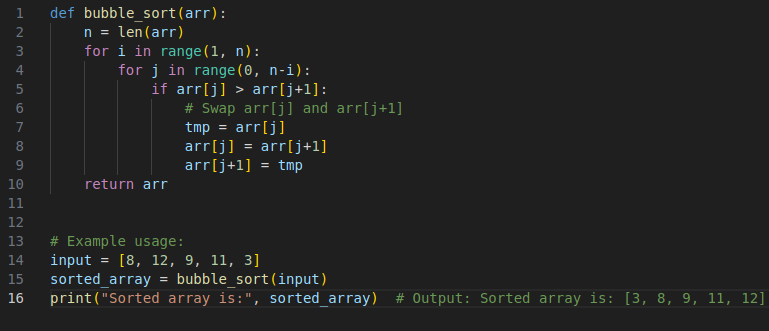 1 def bubble_sort(arr):
2     n = len(arr)
3     for i in range(1, n):
4         for j in range(0, n-i):
5             if arr[j] > arr[j+1]:
6                 # Swap arr[j] and arr[j+1]
7                 tmp = arr[j]
8                 arr[j] = arr[j+1]
9                 arr[j+1] = tmp
10     return arr
11
12
13 # Example usage:
14 input = [8, 12, 9, 11, 3]
15 sorted_array = bubble_sort(input)
16 print("Sorted array is:", sorted_array)  # Output: Sorted array is: [3, 8, 9, 11, 12]